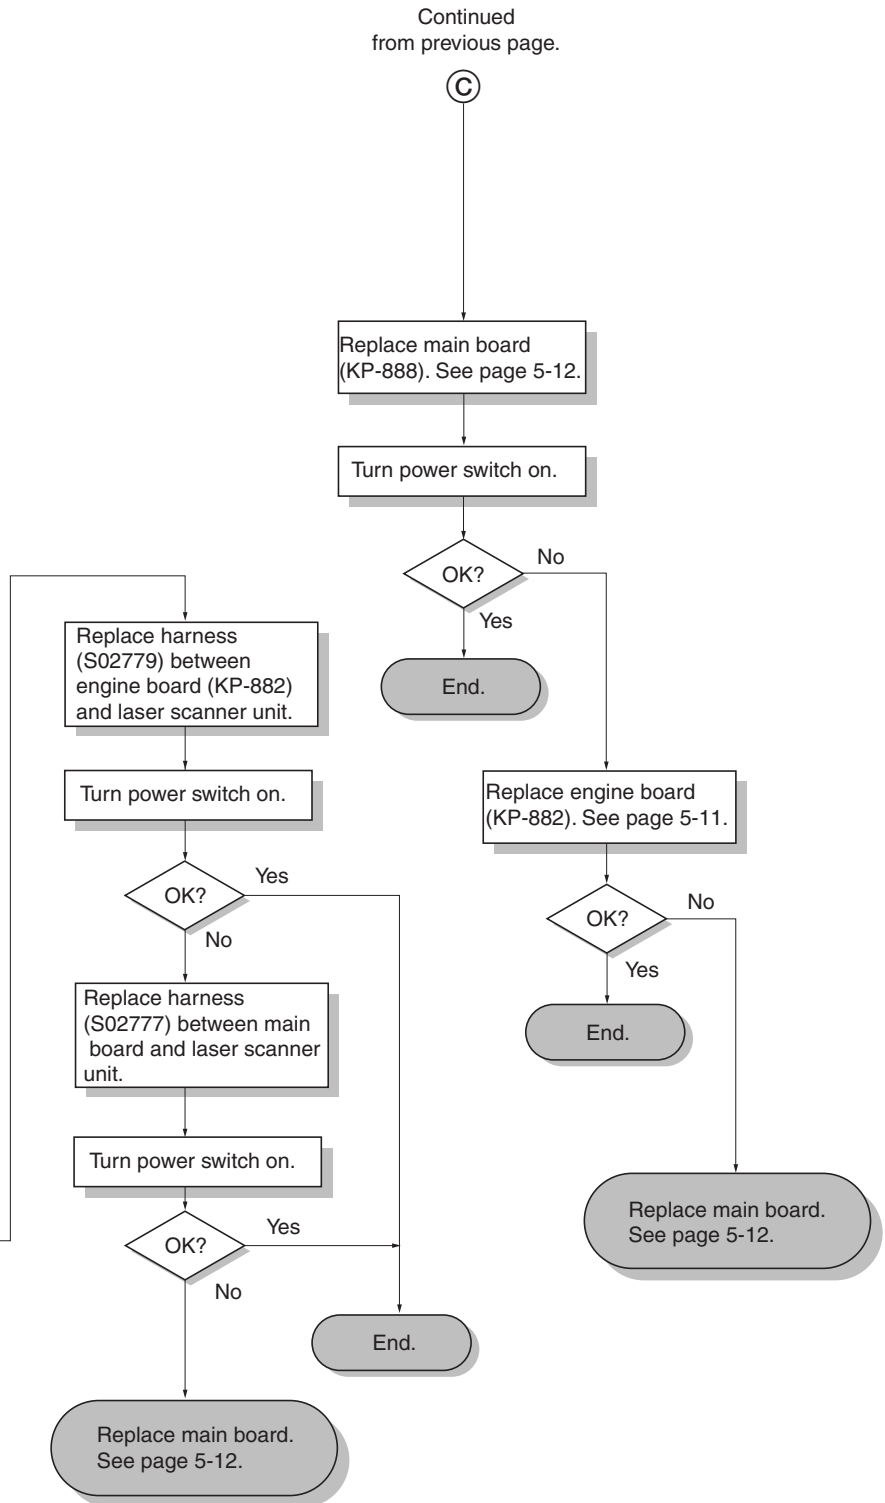 Continued
from previous page.
C
Replace main board
(KP-888). See page 5-12.
Turn power switch on.
OK?
No
Yes
End.
Replace engine board
(KP-882). See page 5-11.
OK?
No
Yes
End.
Replace main board.
See page 5-12.
Replace harness
(S02779) between
engine board (KP-882)
and laser scanner unit.
Turn power switch on.
OK?
Yes
No
Replace harness
(S02777) between main
board and laser scanner
unit.
Turn power switch on.
OK?
Yes
No
End.
Replace main board.
See page 5-12.